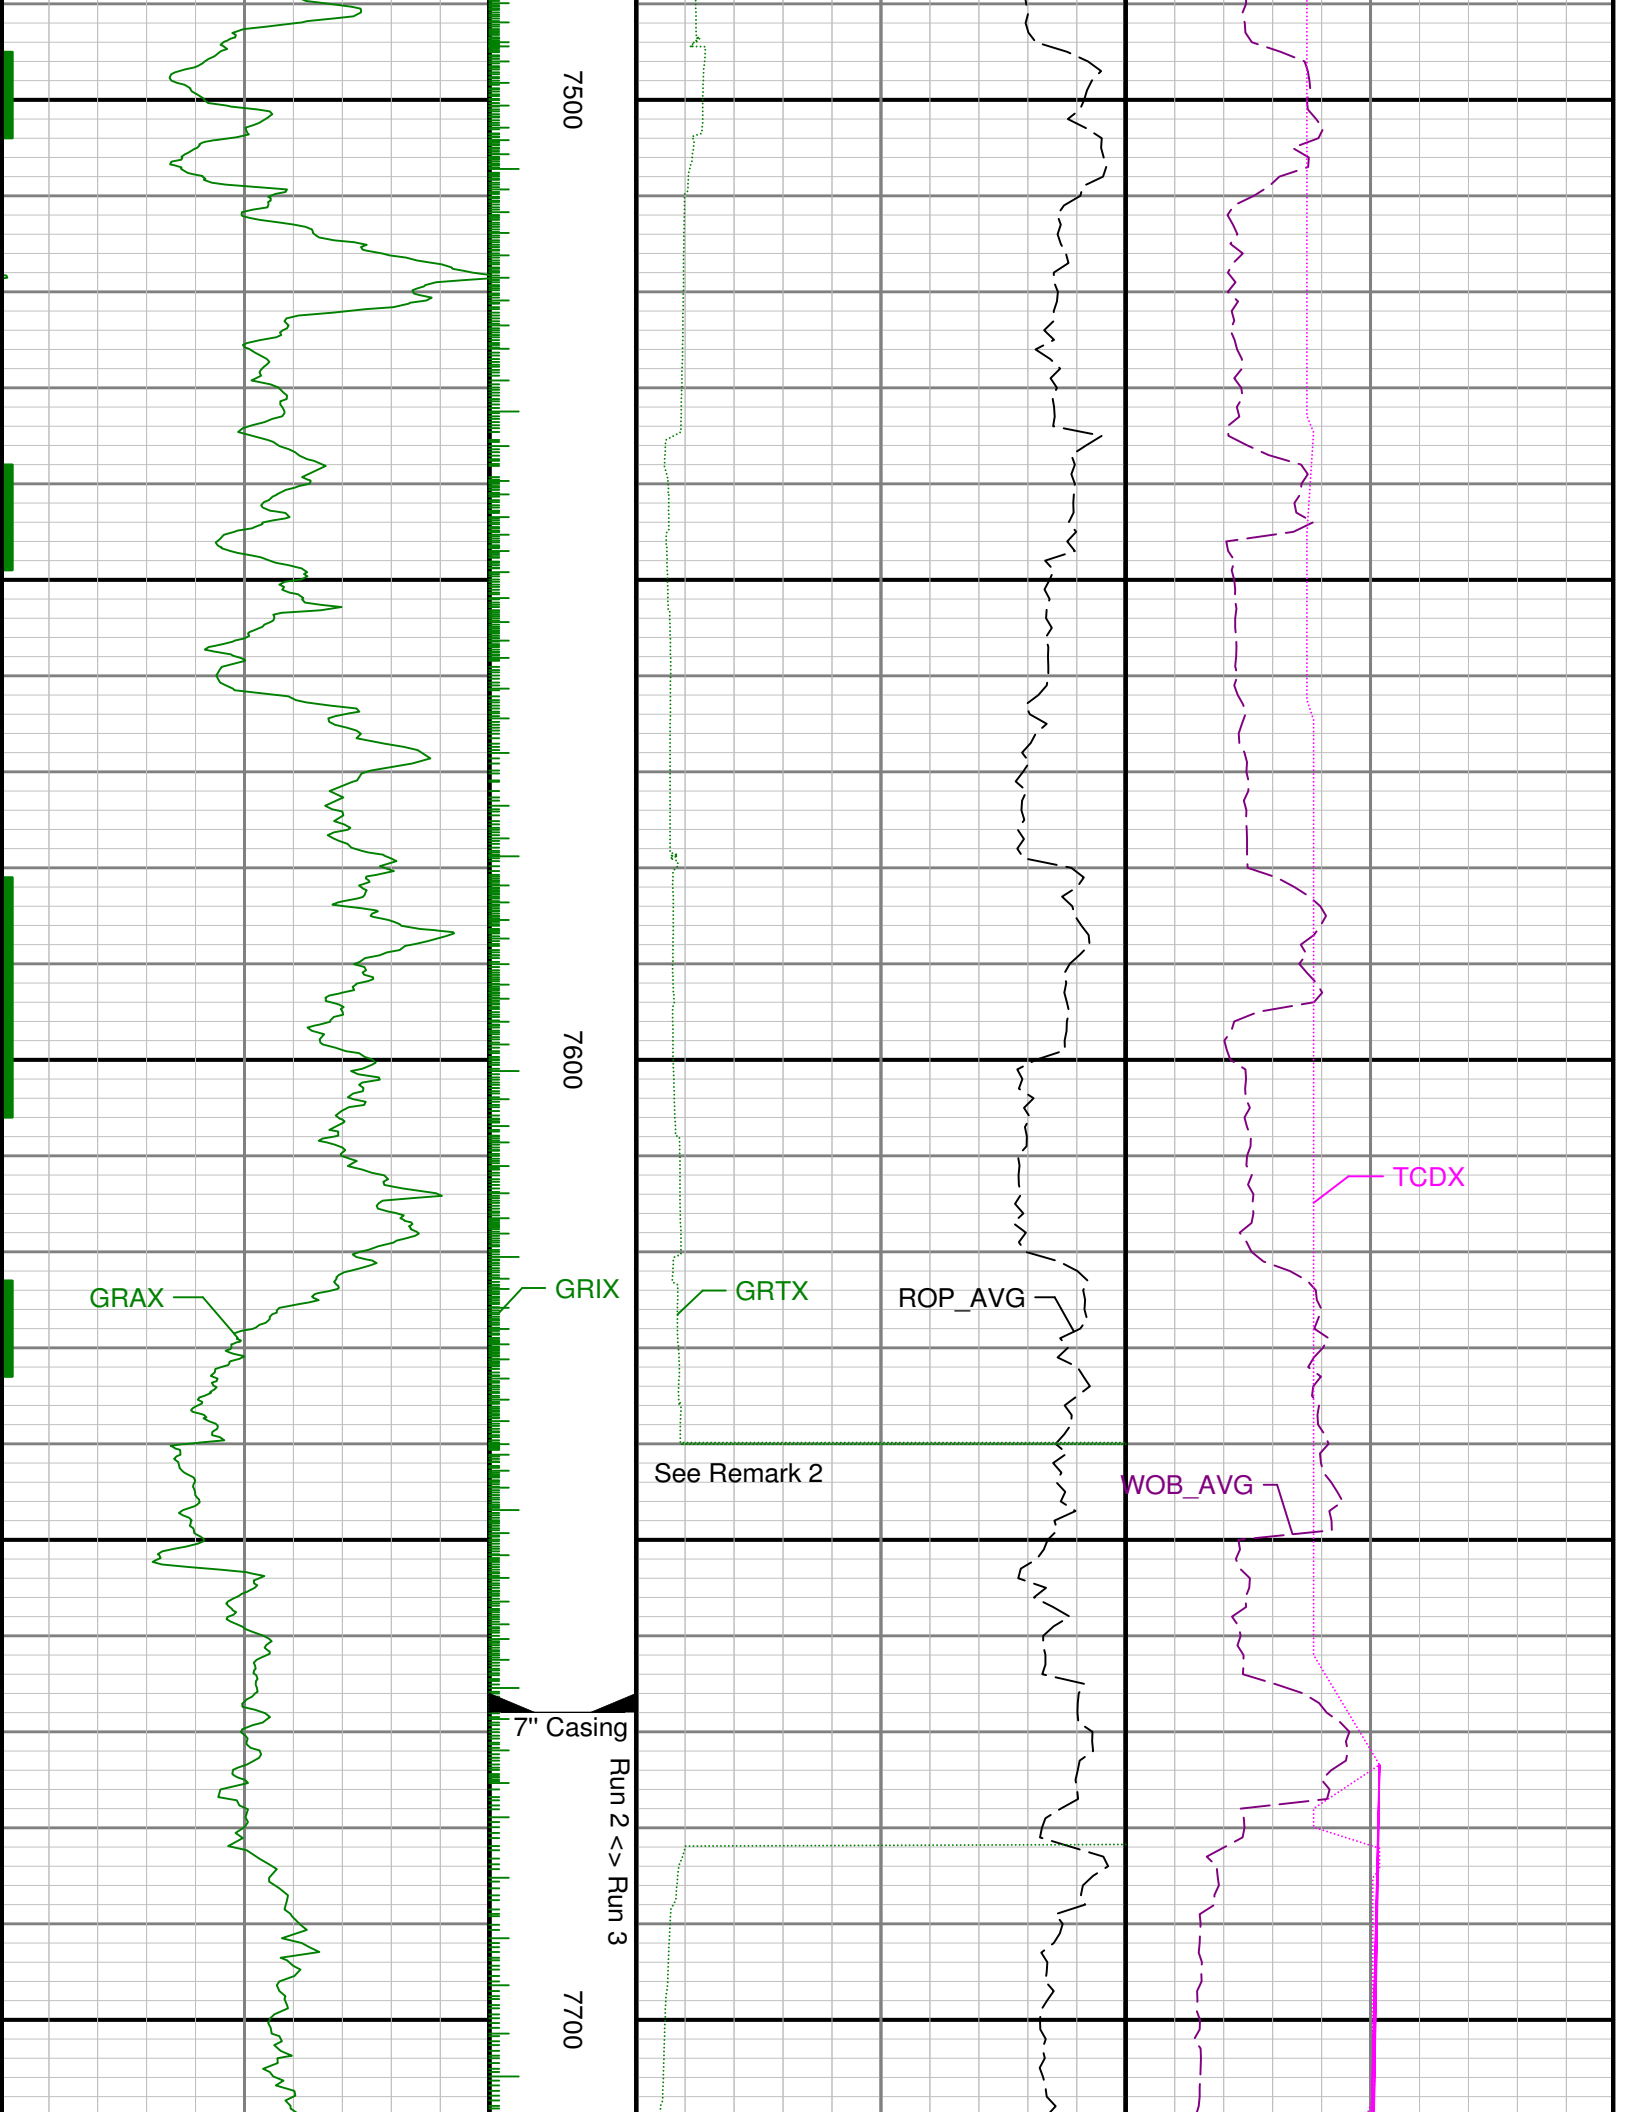 7500
7600
TCDX
GRIX
GRTX
GRAX
ROP_AVG
See Remark 2
WOB_AVG
7" Casing
Run 2 <> Run 3
7700